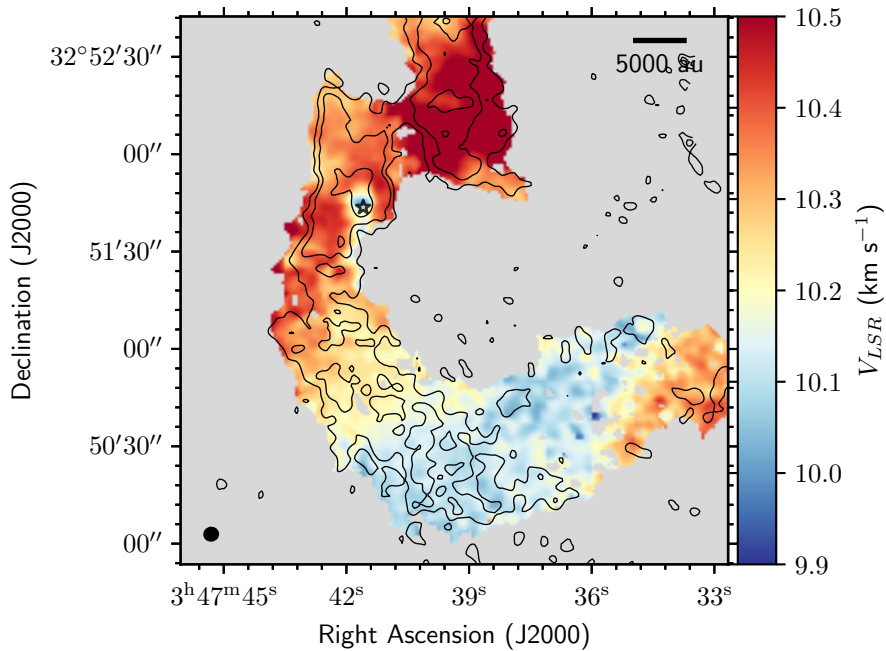 5000 au
32°52′30″
00″
51′30″
00″
50′30″
00″
3ʰ47ᵐ45ˢ
42ˢ
39ˢ
36ˢ
33ˢ
Right Ascension (J2000)
Declination (J2000)
10.5
10.4
10.3
10.2
10.1
10.0
9.9
V_LSR (km s⁻¹)